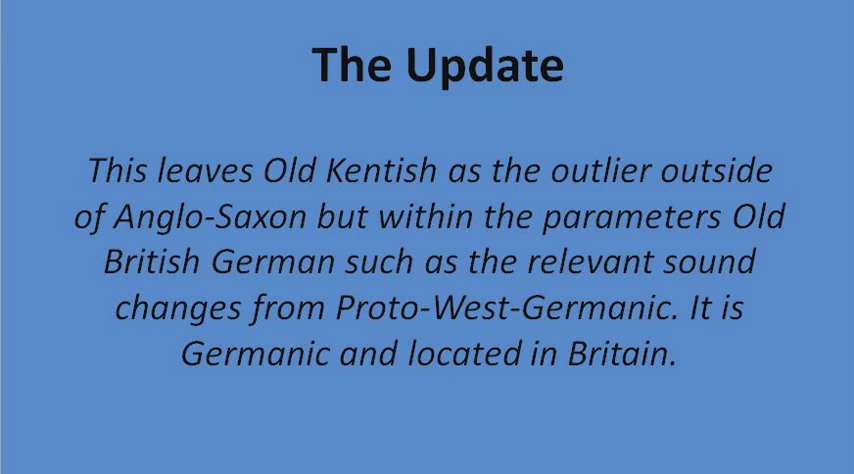 The Update
This leaves Old Kentish as the outlier outside
of Anglo-Saxon but within the parameters Old
British German such as the relevant sound
changes from Proto-West-Germanic. It is
Germanic and located in Britain.